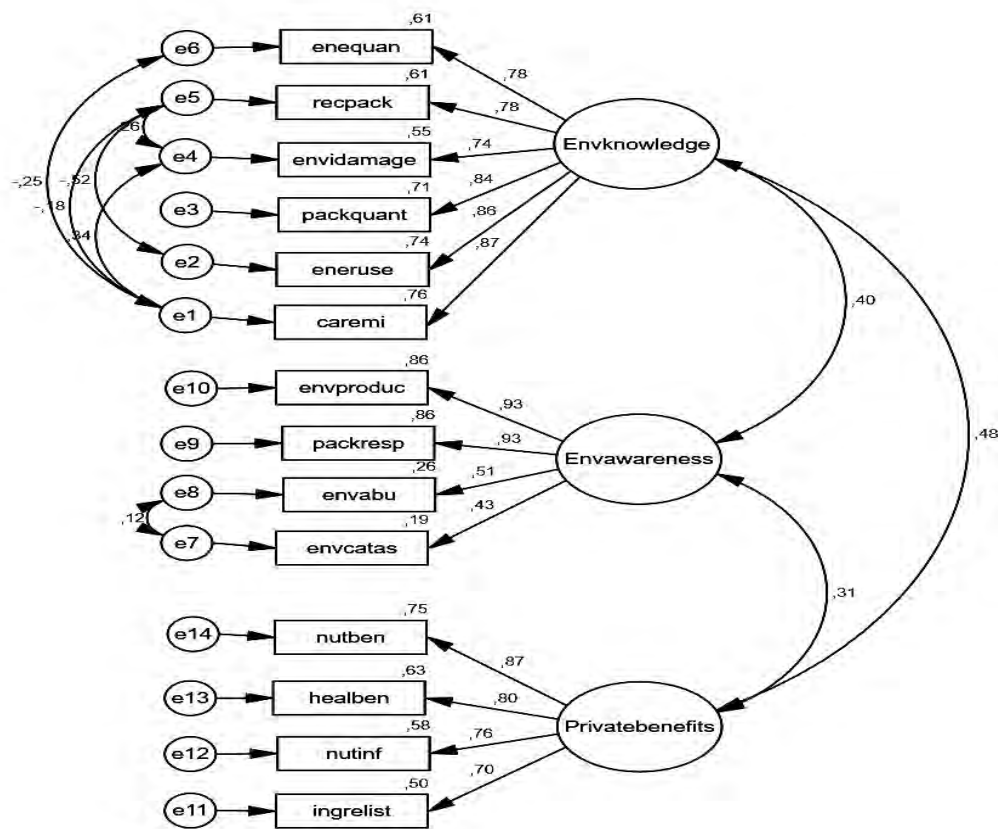 ,61
e6
enequan
,78
,61
e5
recpack
,78
Envknowledge
,26
,55
e4
envidamage
,74
-,25
-,52
,71
,84
-,18
e3
packquant
,86
,34
,74
,87
e2
eneruse
,76
e1
caremi
,40
,86
e10
envproduc
,93
,86
e9
packresp
,93
Envawareness
,48
,26
,51
e8
envabu
,43
,12
,19
e7
envcatas
,31
,75
e14
nutben
,87
,63
e13
healben
,80
Privatebenefits
,58
,76
e12
nutinf
,70
,50
e11
ingrelist